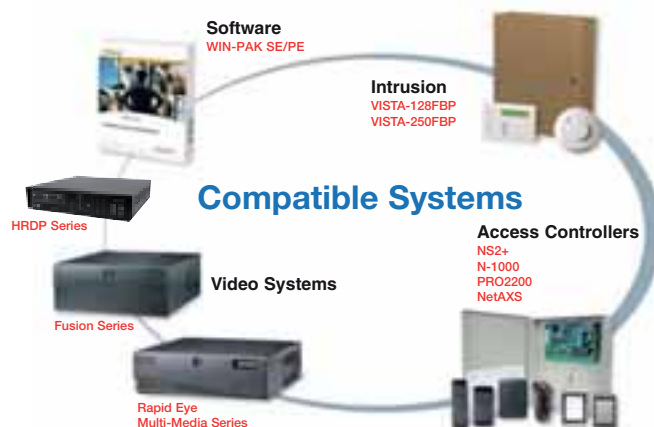 Software
WIN-PAK SE/PE
Intrusion
VISTA-128FBP
VISTA-250FBP
Compatible Systems
HRDP Series
Access Controllers
NS2+
N-1000
PRO2200
NetAXS
Video Systems
Fusion Series
Rapid Eye
Multi-Media Series